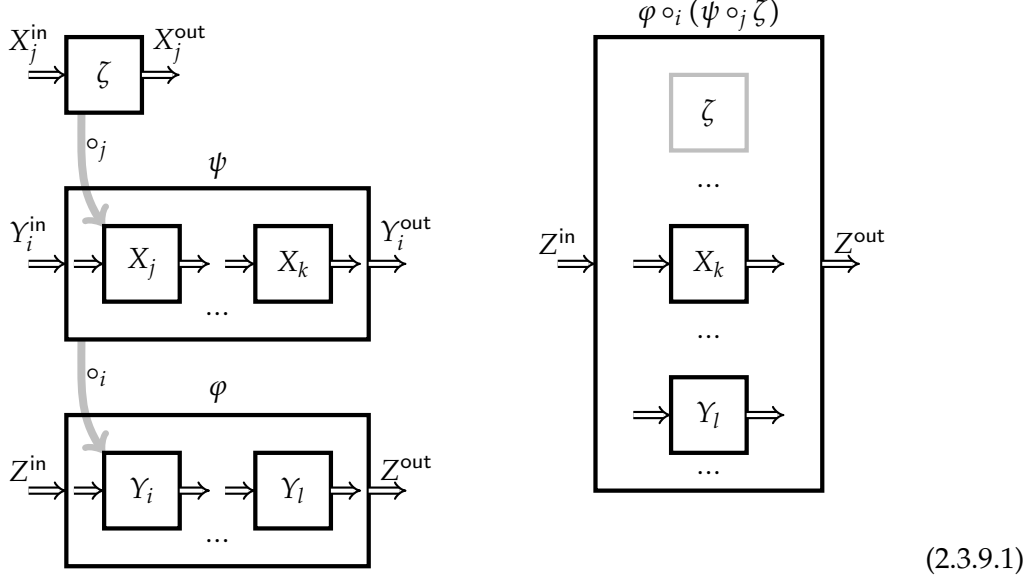 X_j^in
X_j^out
ζ
∘_j
ψ
Y_i^in
X_j
X_k
Y_i^out
...
∘_i
φ
Z^in
Y_i
Y_l
Z^out
...
φ ∘_i (ψ ∘_j ζ)
ζ
...
Z^in
X_k
Z^out
...
Y_l
...
(2.3.9.1)